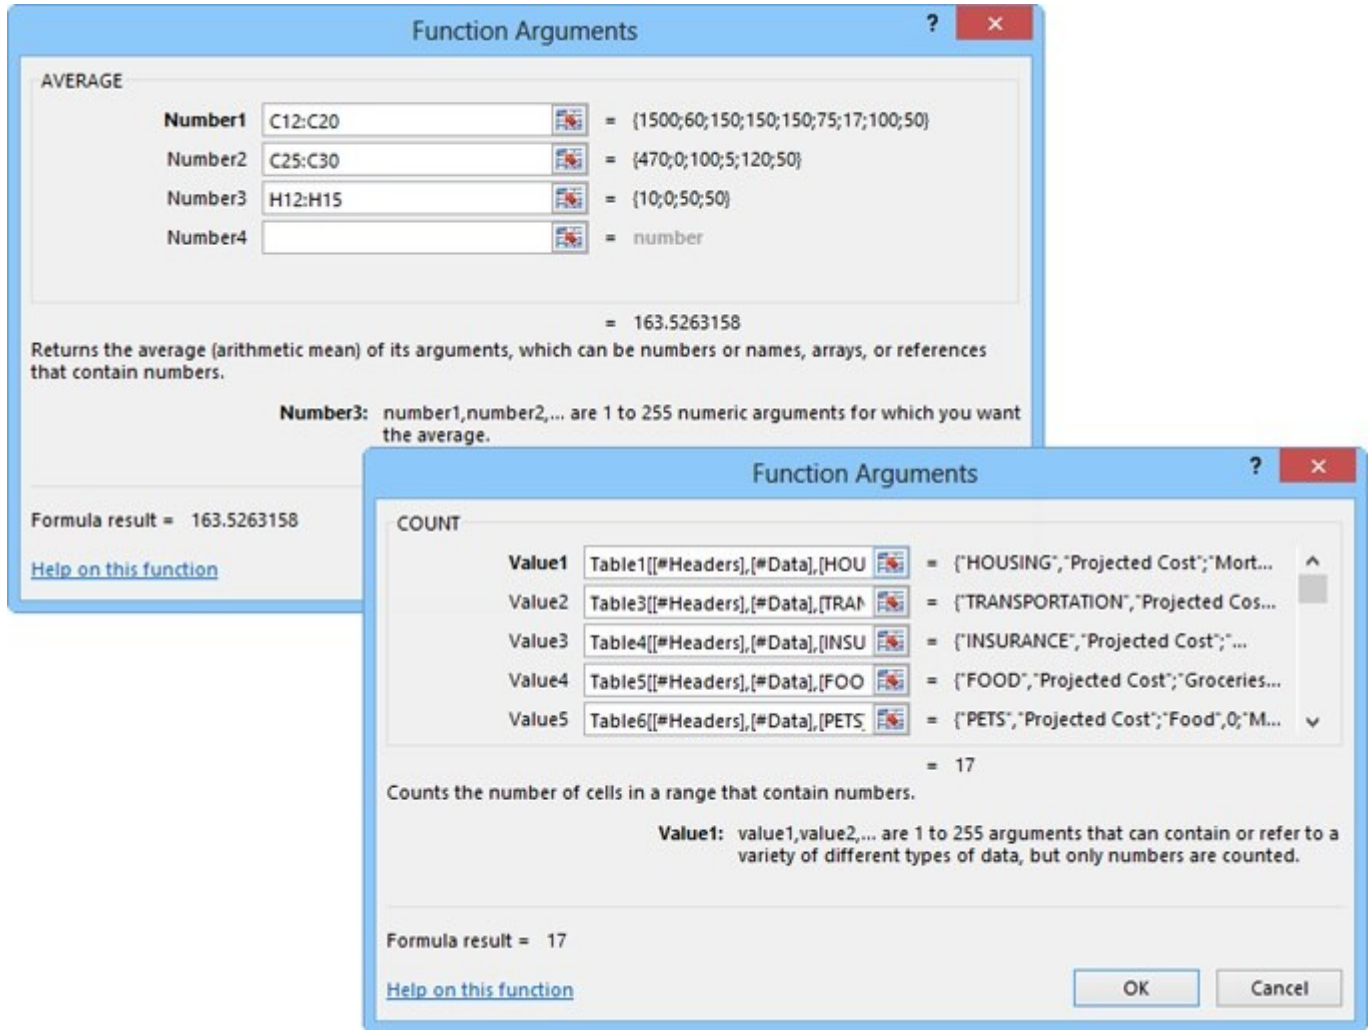 Function Arguments ?
AVERAGE
Number1 C12:C20 = {1500;60;150;150;150;75;17;100;50}
Number2 C25:C30 = {470;0;100;5;120;50}
Number3 H12:H15 = {10;0;50;50}
Number4 = number
= 163.5263158
Returns the average (arithmetic mean) of its arguments, which can be numbers or names, arrays, or references
that contain numbers.
Number3: number1,number2,... are 1 to 255 numeric arguments for which you want
the average.
Formula result = 163.5263158
Help on this function
Function Arguments ?
COUNT
Value1 Table1[[#Headers],[#Data],[HOU = {"HOUSING","Projected Cost";"Mort...
Value2 Table3[[#Headers],[#Data],[TRAN = {"TRANSPORTATION","Projected Cos...
Value3 Table4[[#Headers],[#Data],[INSU = {"INSURANCE","Projected Cost";"...
Value4 Table5[[#Headers],[#Data],[FOO = {"FOOD","Projected Cost";"Groceries...
Value5 Table6[[#Headers],[#Data],[PETS] = {"PETS","Projected Cost";"Food",0;"M...
= 17
Counts the number of cells in a range that contain numbers.
Value1: value1,value2,... are 1 to 255 arguments that can contain or refer to a
variety of different types of data, but only numbers are counted.
Formula result = 17
Help on this function
OK Cancel